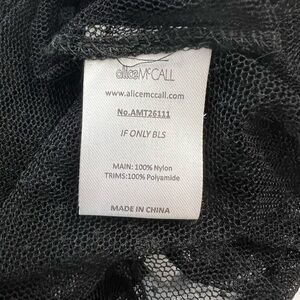 aliceMcCALL
www.alicemccall.com
No.AMT26111
IF ONLY BLS
MAIN: 100% Nylon
TRIMS:100% Polyamide
MADE IN CHINA